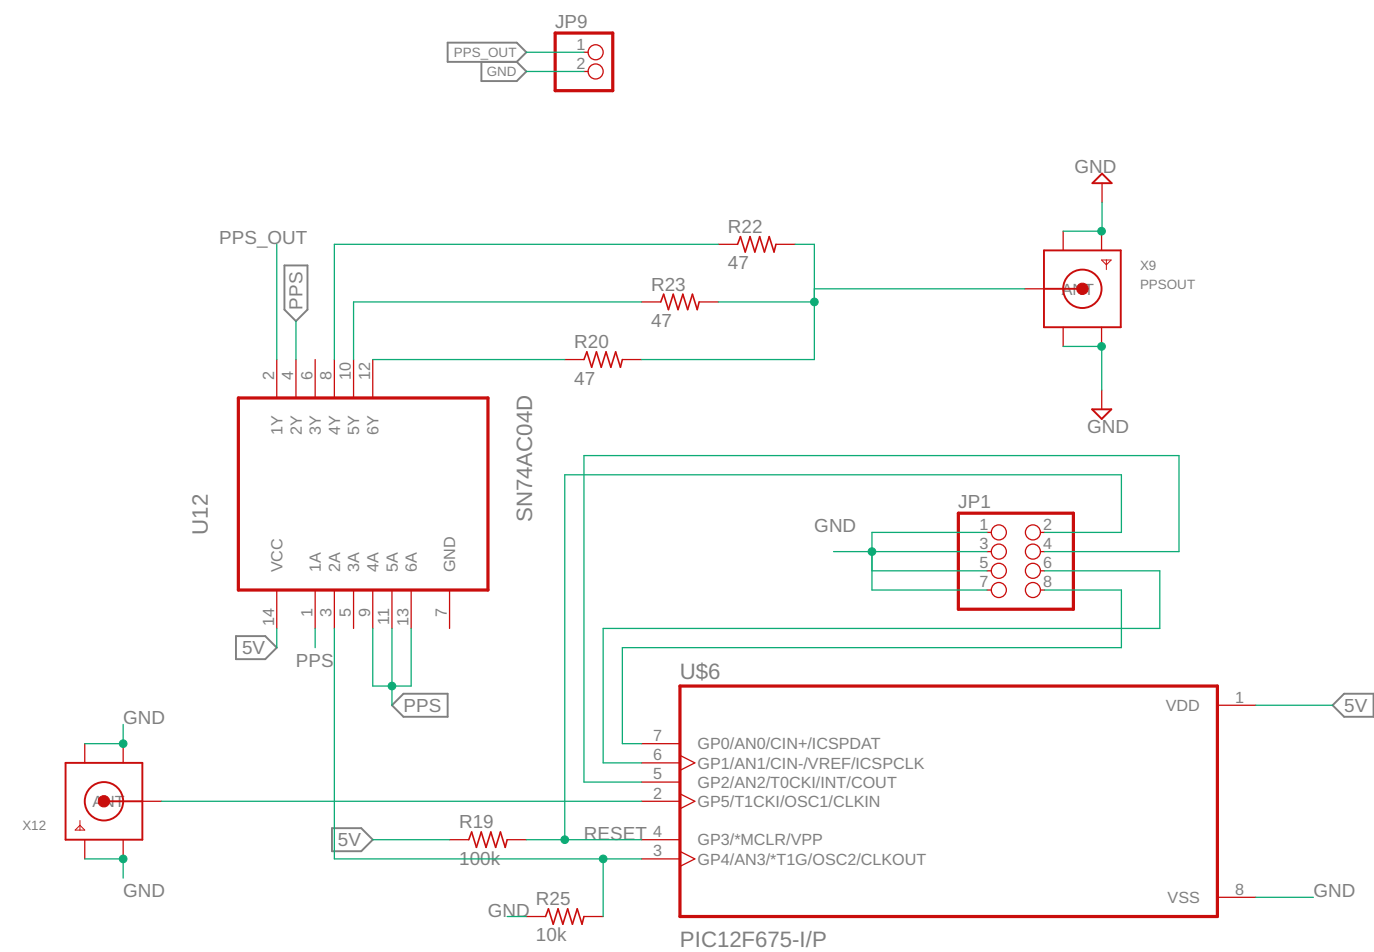 JP9
PPS_OUT 1
GND 2
GND
PPS_OUT
PPS
R22
47
R23
47
R20
47
ANT
X9
PPSOUT
GND
2 4 6 8 10 12
1Y 2Y 3Y 4Y 5Y 6Y
U12
SN74AC04D
VCC 1A 2A 3A 4A 5A 6A GND
14 1 3 5 9 11 13 7
5V
PPS
PPS
JP1
GND
1 2
3 4
5 6
7 8
U$6
VDD 1 5V
7 GP0/AN0/CIN+/ICSPDAT
6 GP1/AN1/CIN-/VREF/ICSPCLK
5 GP2/AN2/T0CKI/INT/COUT
2 GP5/T1CKI/OSC1/CLKIN
RESET 4 GP3/*MCLR/VPP
3 GP4/AN3/*T1G/OSC2/CLKOUT
VSS 8 GND
PIC12F675-I/P
GND
ANT
X12
GND
5V
R19
100k
GND
R25
10k